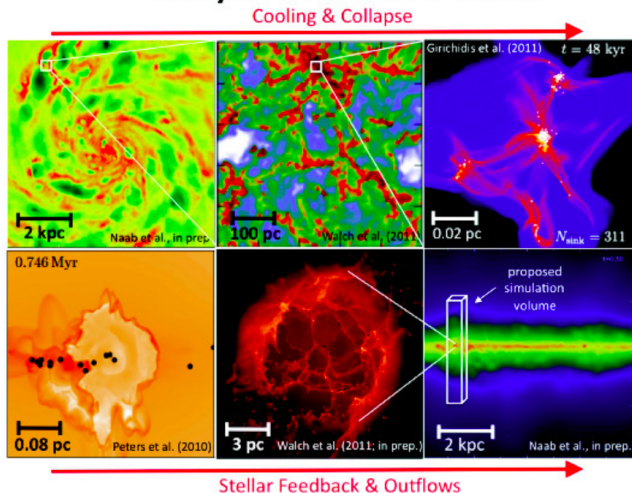 Cooling & Collapse
Girichidis et al. (2011) t = 48 kyr
2 kpc
Naab et al., in prep.
100 pc
Walch et al, (2011)
0.02 pc
N_sink = 311
0.746 Myr
0.08 pc
Peters et al. (2010)
3 pc
Walch et al. (2011; in prep.)
proposed
simulation
volume
2 kpc
Naab et al., in prep.
Stellar Feedback & Outflows